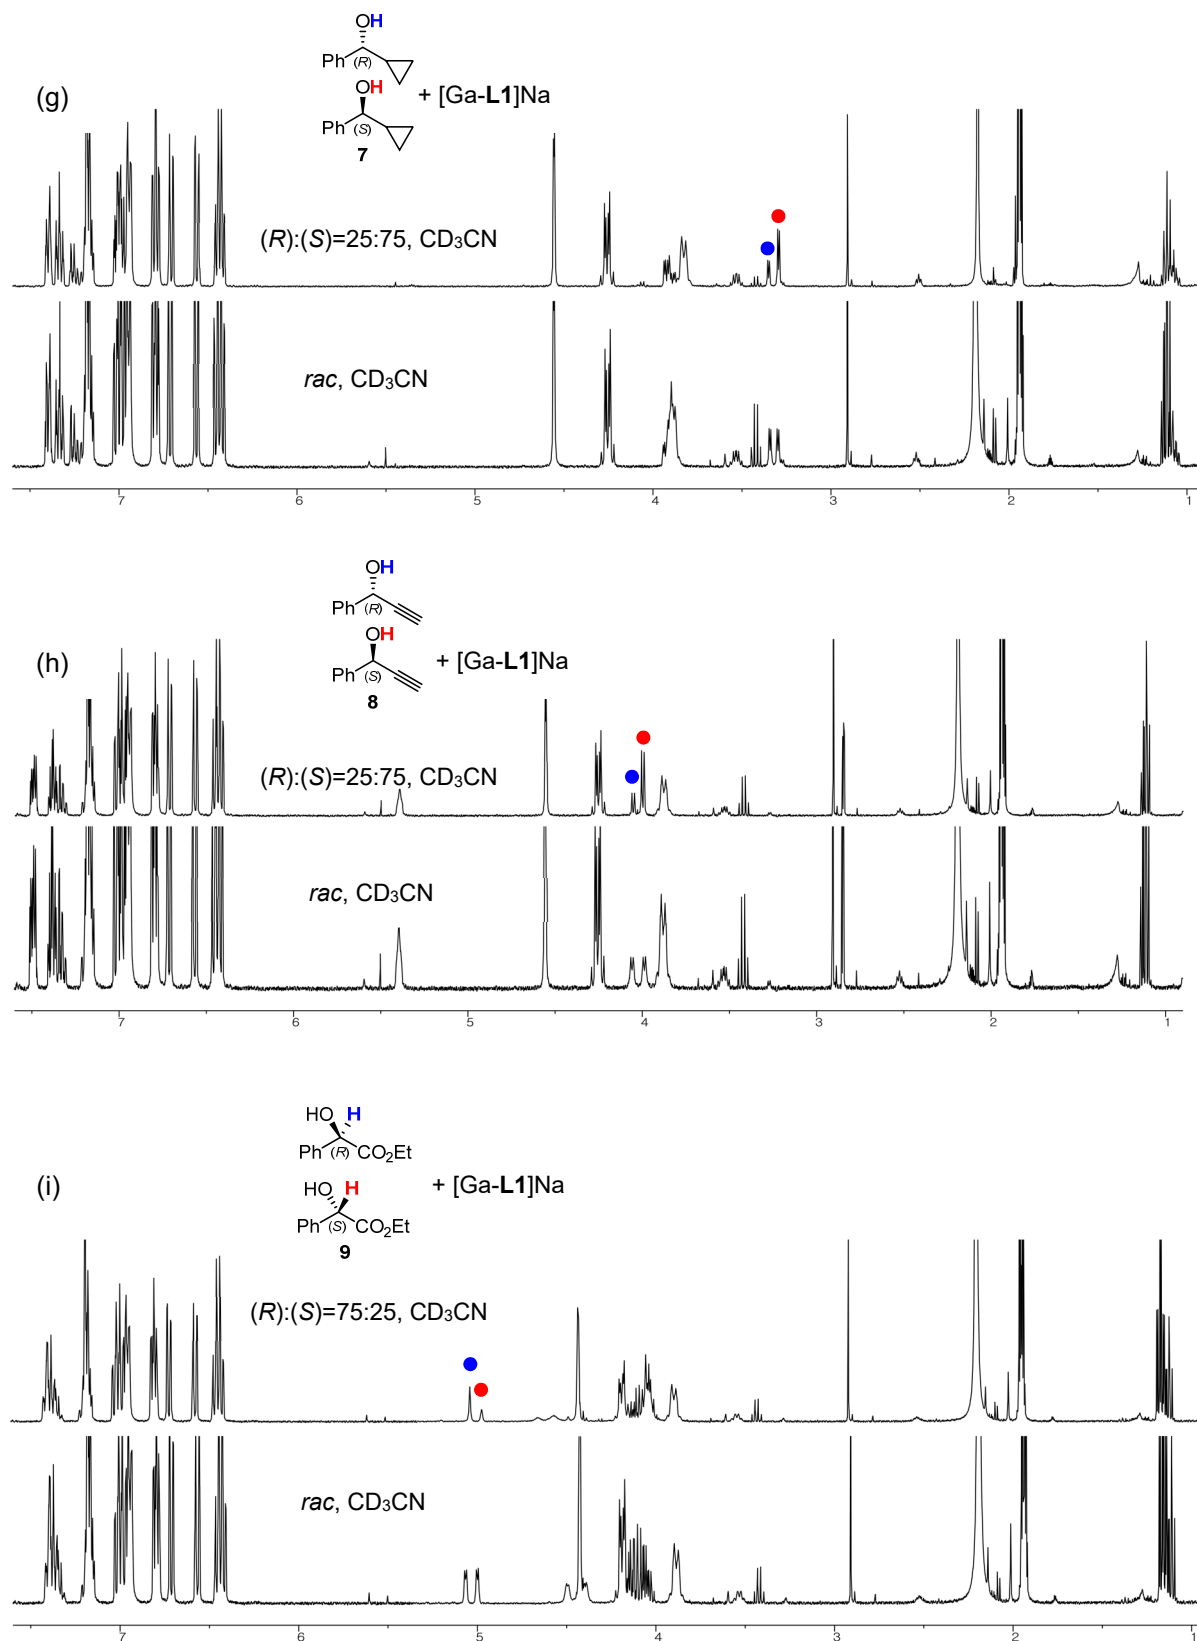 OH
Ph (R)
(g)
OH + [Ga-L1]Na
Ph (S)
7
(R):(S)=25:75, CD3CN
rac, CD3CN
7 6 5 4 3 2 1
OH
Ph (R)
(h)
OH + [Ga-L1]Na
Ph (S)
8
(R):(S)=25:75, CD3CN
rac, CD3CN
7 6 5 4 3 2 1
HO H
Ph (R) CO2Et
(i)
HO H + [Ga-L1]Na
Ph (S) CO2Et
9
(R):(S)=75:25, CD3CN
rac, CD3CN
7 6 5 4 3 2 1